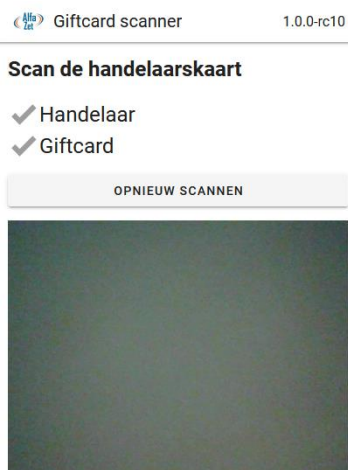 Alfa
Zet
Giftcard scanner
1.0.0-rc10
Scan de handelaarskaart
Handelaar
Giftcard
OPNIEUW SCANNEN